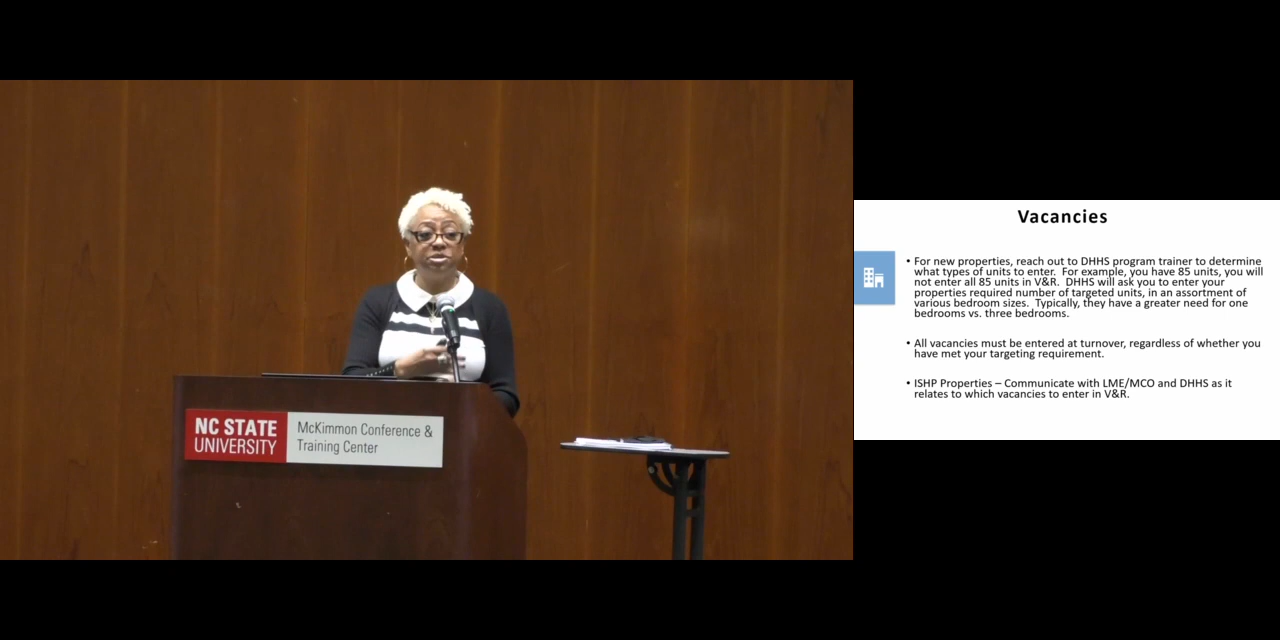 NC STATE
UNIVERSITY
McKimmon Conference &
Training Center
Vacancies
• For new properties, reach out to DHHS program trainer to determine
what types of units to enter. For example, you have 85 units, you will
not enter all 85 units in V&R. DHHS will ask you to enter your
properties required number of targeted units, in an assortment of
various bedroom sizes. Typically, they have a greater need for one
bedrooms vs. three bedrooms.
• All vacancies must be entered at turnover, regardless of whether you
have met your targeting requirement.
• ISHP Properties – Communicate with LME/MCO and DHHS as it
relates to which vacancies to enter in V&R.